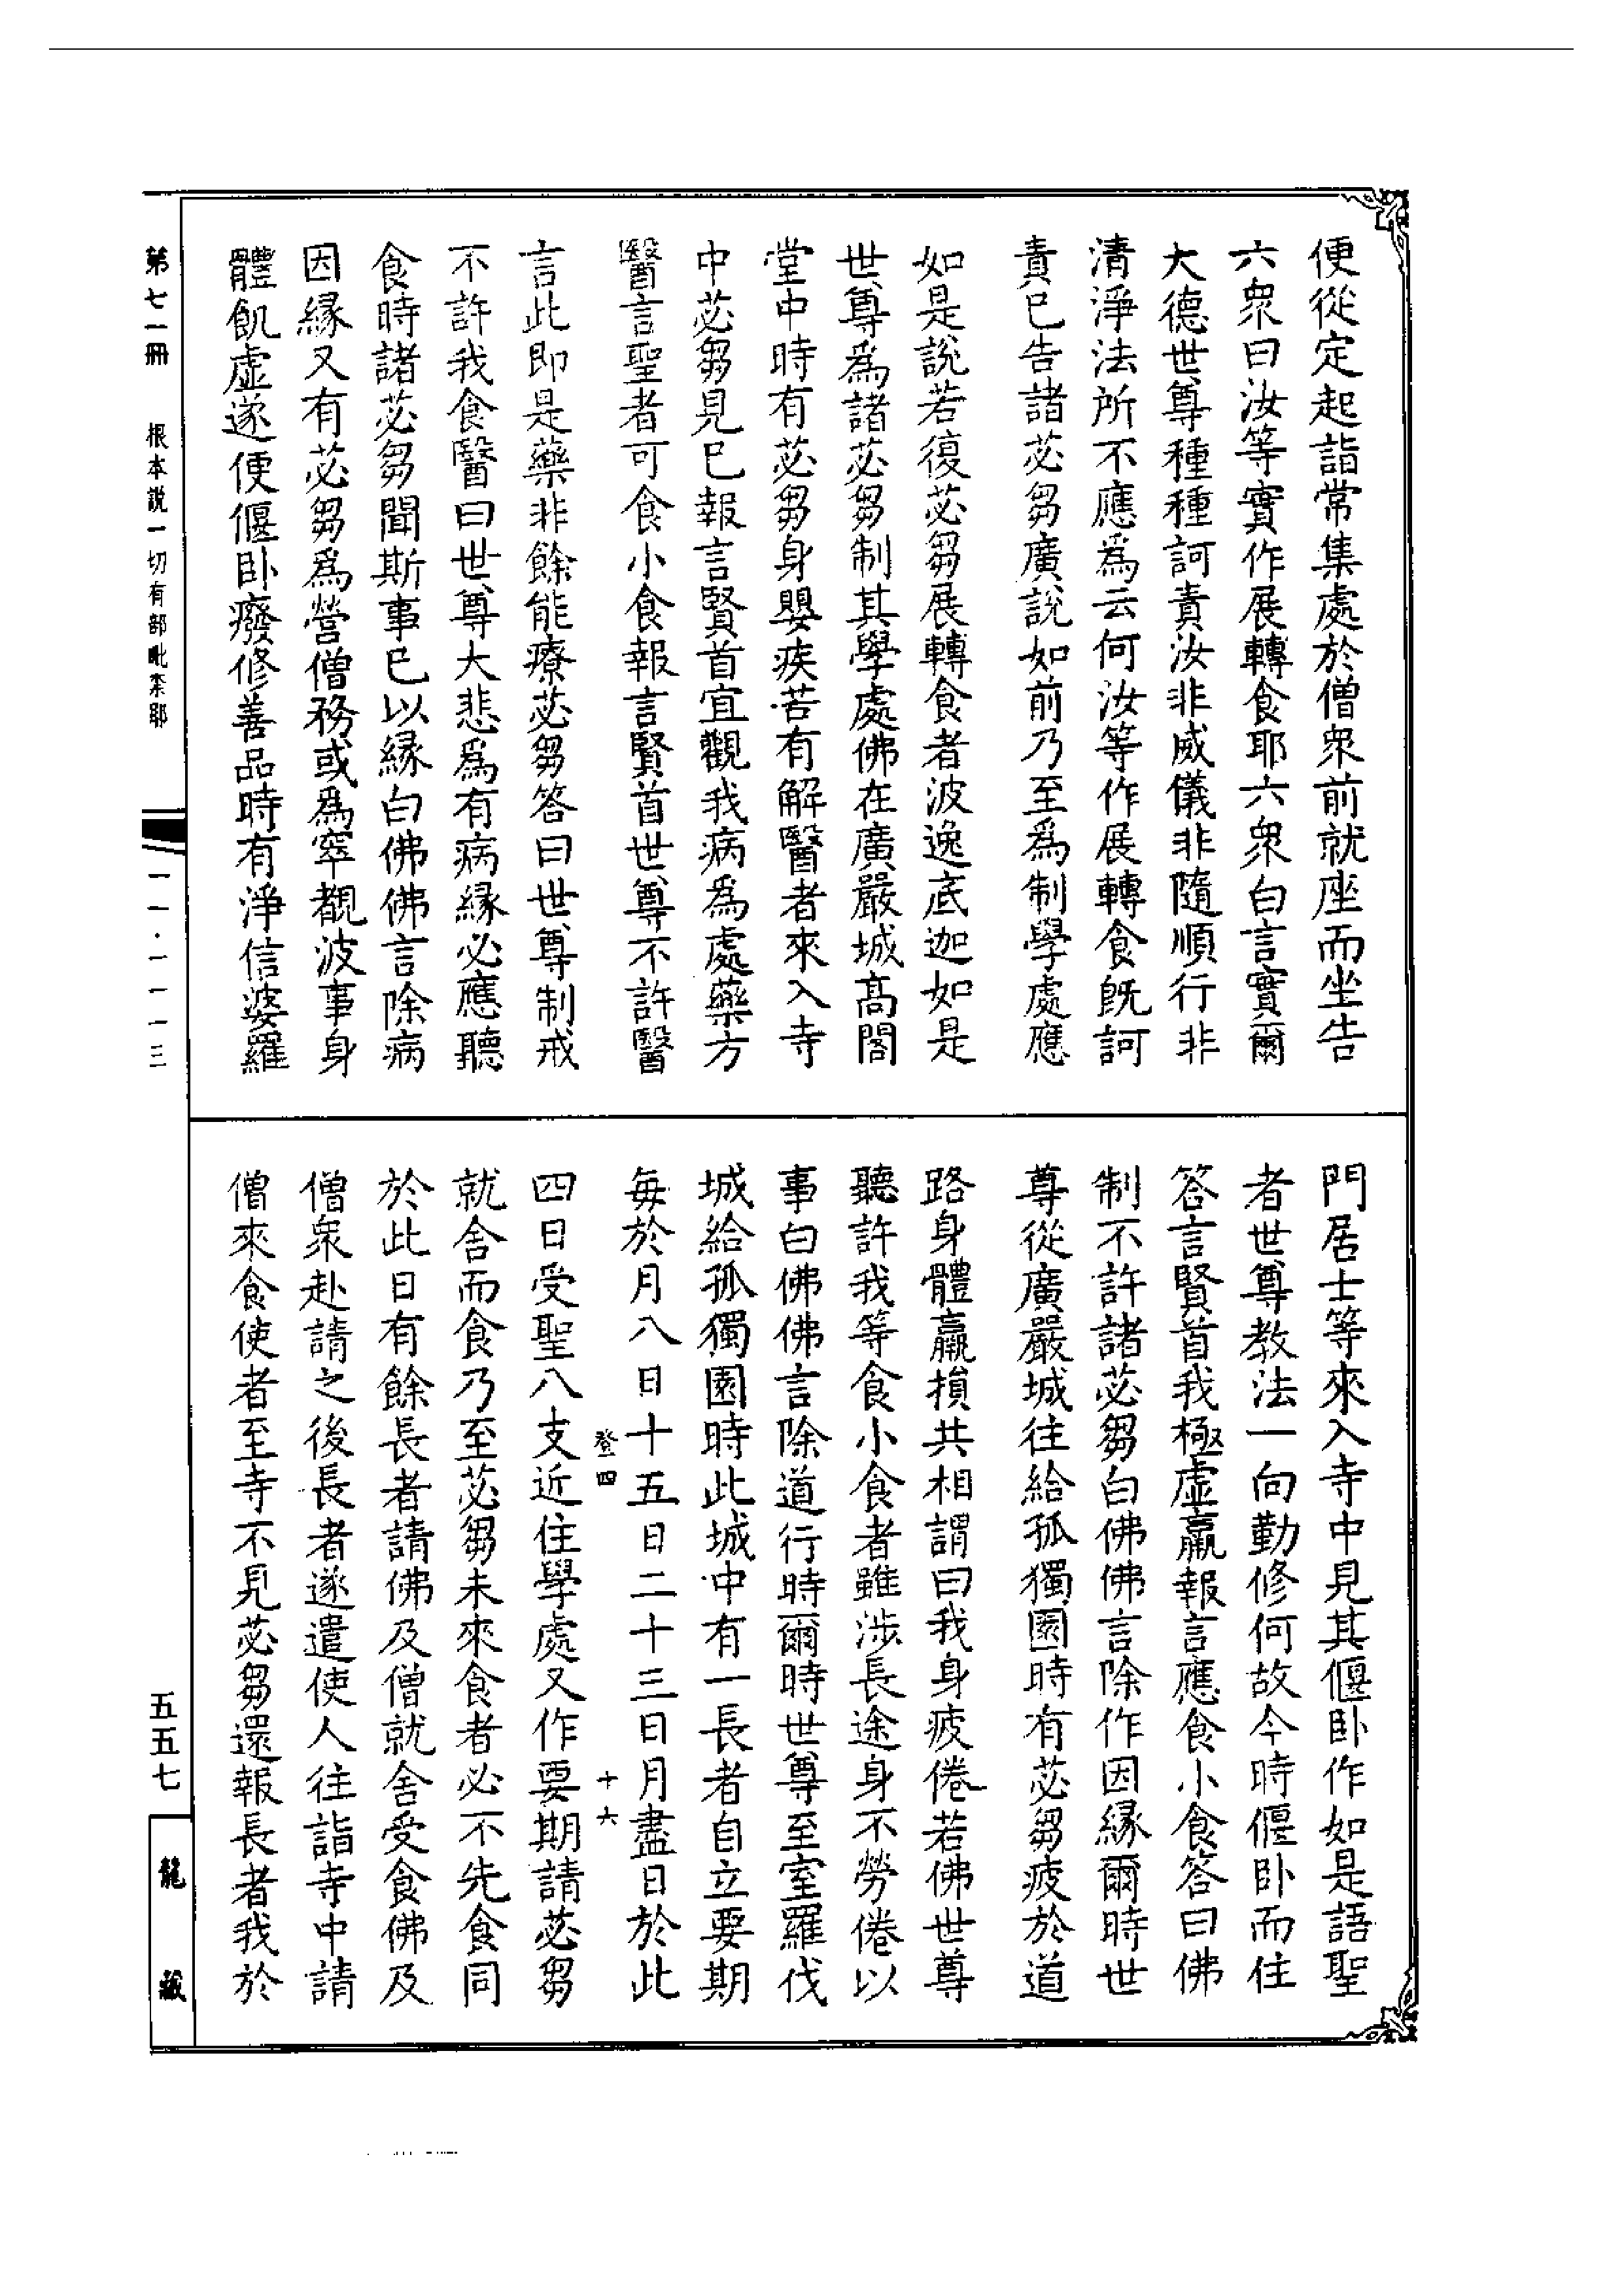 便從定起詣常集處於僧衆前就座而坐告
六衆曰汝等實作展轉食耶六衆白言實爾
大德世尊種種訶責汝非威儀非隨順行非
清淨法所不應爲云何汝等作展轉食旣訶
責已告諸苾芻廣說如前乃至爲制學處應
如是說若復苾芻展轉食者波逸底迦如是
世尊爲諸苾芻制其學處佛在廣嚴城高閣
堂中時有苾芻身嬰疾苦有解醫者來入寺
中苾芻見已報言賢首宜觀我病爲處藥方
醫言聖者可食小食報言賢首世尊不許醫
言此即是藥非餘能療苾芻答曰世尊制戒
不許我食醫曰世尊大悲爲有病緣必應聽
食時諸苾芻聞斯事已以緣白佛佛言除病
因緣又有苾芻爲營僧務或爲窣覩波事身
體飢虛遂便偃卧癈修善品時有淨信婆羅
門居士等來入寺中見其偃卧作如是語聖
者世尊教法一向勤修何故今時偃卧而住
答言賢首我極虛羸報言應食小食答曰佛
制不許諸苾芻白佛佛言除作因緣爾時世
尊從廣嚴城往給孤獨園時有苾芻疲於道
路身體羸損共相謂曰我身疲倦若佛世尊
聽許我等食小食者雖涉長途身不勞倦以
事白佛佛言除道行時爾時世尊至室羅伐
城給孤獨園時此城中有一長者自立要期
每於月八日十五日二十三日月盡日於此
登四 十六
四日受聖八支近住學處又作要期請苾芻
就舍而食乃至苾芻未來食者必不先食同
於此日有餘長者請佛及僧就舍受食佛及
僧衆赴請之後長者遂遣使人往詣寺中請
僧來食使者至寺不見苾芻還報長者我於
第七一冊 根本說一切有部毗奈耶
一一·一一一三
五五七
龍藏